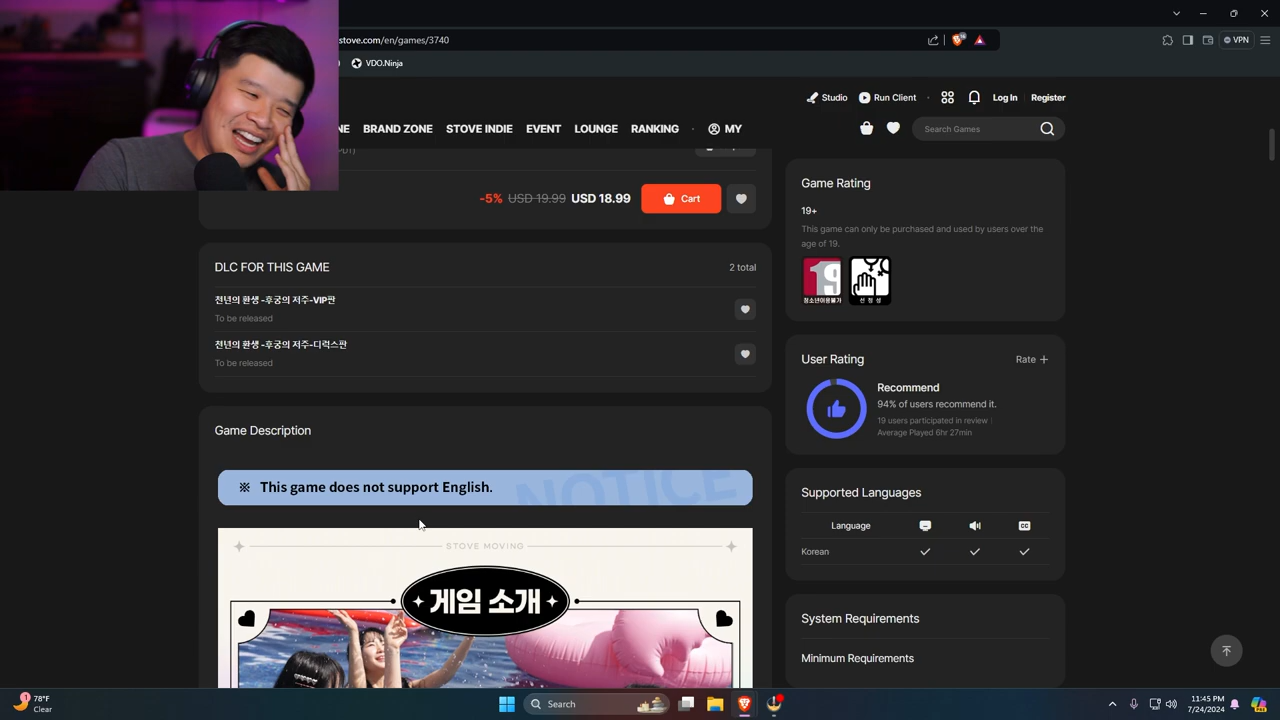 stove.com/en/games/3740
VPN
VDO.Ninja
Studio
Run Client
Log In
Register
BRAND ZONE
STOVE INDIE
EVENT
LOUNGE
RANKING
MY
Search Games
-5% USD 19.99 USD 18.99
Cart
DLC FOR THIS GAME
2 total
천년의 환생 -후궁의 저주-VIP판
To be released
천년의 환생 -후궁의 저주-디럭스판
To be released
Game Description
※ This game does not support English.
NOTICE
STOVE MOVING
게임 소개
Game Rating
19+
This game can only be purchased and used by users over the
age of 19.
19
청소년이용불가
선정성
User Rating
Rate
Recommend
94% of users recommend it.
19 users participated in review
Average Played 6hr 27min
Supported Languages
Language
Korean
System Requirements
Minimum Requirements
1
78°F
Clear
Search
11:45 PM
7/24/2024